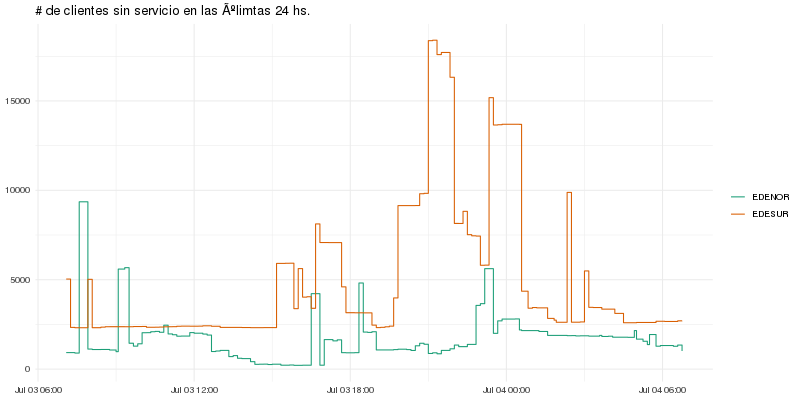 # de clientes sin servicio en las Ãºlimtas 24 hs.
15000
10000
5000
0
Jul 03 06:00
Jul 03 12:00
Jul 03 18:00
Jul 04 00:00
Jul 04 06:00
EDENOR
EDESUR